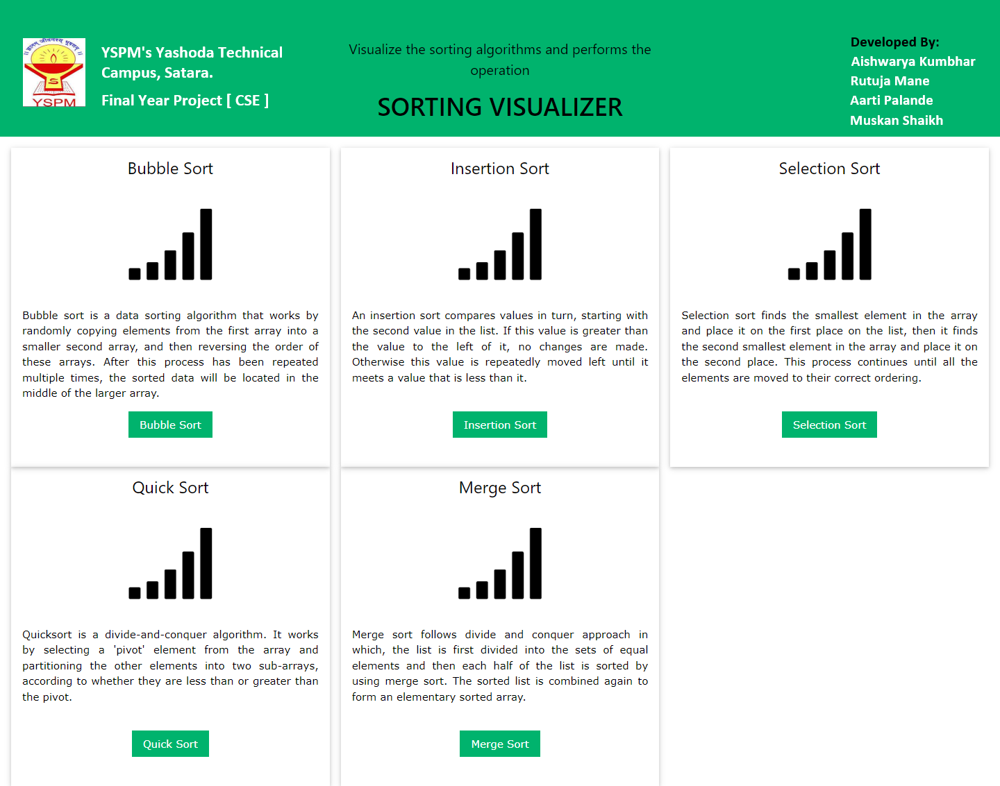 || ज्ञानम् जीवनस्य भूषणम् ||
S
YSPM
YSPM's Yashoda Technical
Campus, Satara.
Final Year Project [ CSE ]
Visualize the sorting algorithms and performs the
operation
SORTING VISUALIZER
Developed By:
Aishwarya Kumbhar
Rutuja Mane
Aarti Palande
Muskan Shaikh
Bubble Sort
Bubble sort is a data sorting algorithm that works by
randomly copying elements from the first array into a
smaller second array, and then reversing the order of
these arrays. After this process has been repeated
multiple times, the sorted data will be located in the
middle of the larger array.
Bubble Sort
Insertion Sort
An insertion sort compares values in turn, starting with
the second value in the list. If this value is greater than
the value to the left of it, no changes are made.
Otherwise this value is repeatedly moved left until it
meets a value that is less than it.
Insertion Sort
Selection Sort
Selection sort finds the smallest element in the array
and place it on the first place on the list, then it finds
the second smallest element in the array and place it on
the second place. This process continues until all the
elements are moved to their correct ordering.
Selection Sort
Quick Sort
Quicksort is a divide-and-conquer algorithm. It works
by selecting a 'pivot' element from the array and
partitioning the other elements into two sub-arrays,
according to whether they are less than or greater than
the pivot.
Quick Sort
Merge Sort
Merge sort follows divide and conquer approach in
which, the list is first divided into the sets of equal
elements and then each half of the list is sorted by
using merge sort. The sorted list is combined again to
form an elementary sorted array.
Merge Sort